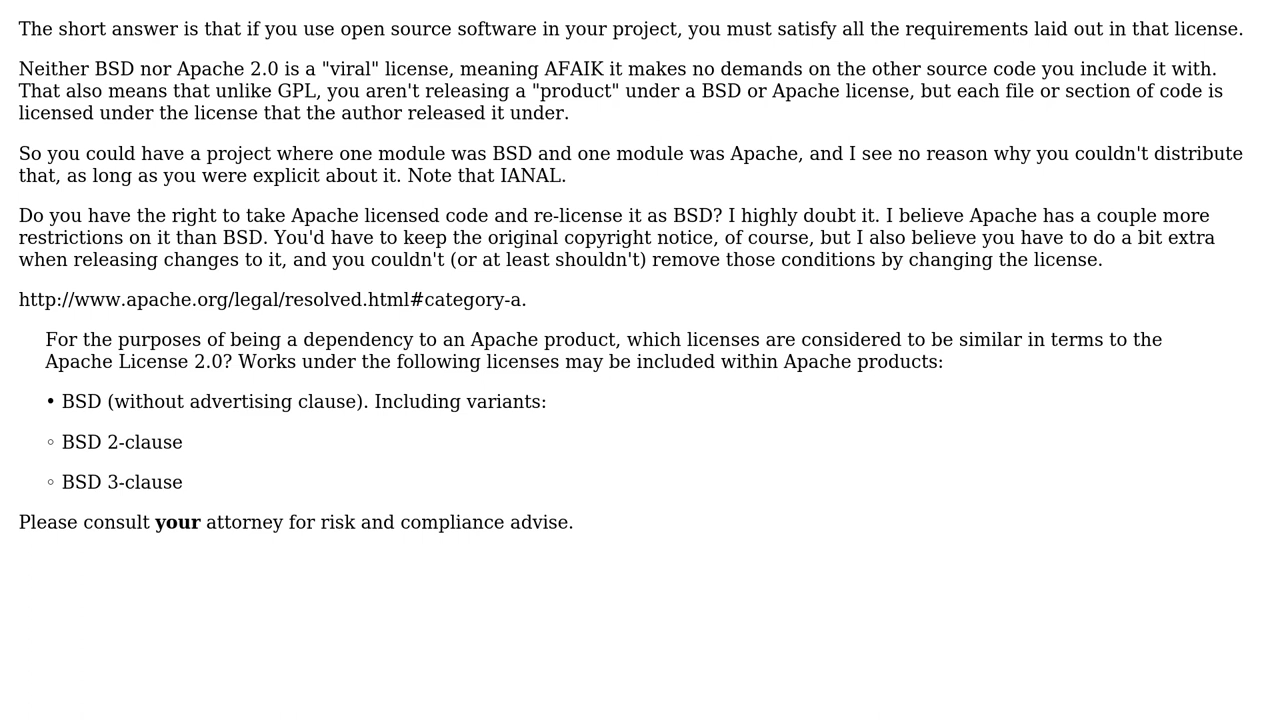 The short answer is that if you use open source software in your project, you must satisfy all the requirements laid out in that license.
Neither BSD nor Apache 2.0 is a "viral" license, meaning AFAIK it makes no demands on the other source code you include it with.
That also means that unlike GPL, you aren't releasing a "product" under a BSD or Apache license, but each file or section of code is
licensed under the license that the author released it under.
So you could have a project where one module was BSD and one module was Apache, and I see no reason why you couldn't distribute
that, as long as you were explicit about it. Note that IANAL.
Do you have the right to take Apache licensed code and re-license it as BSD? I highly doubt it. I believe Apache has a couple more
restrictions on it than BSD. You'd have to keep the original copyright notice, of course, but I also believe you have to do a bit extra
when releasing changes to it, and you couldn't (or at least shouldn't) remove those conditions by changing the license.
http://www.apache.org/legal/resolved.html#category-a.
For the purposes of being a dependency to an Apache product, which licenses are considered to be similar in terms to the
Apache License 2.0? Works under the following licenses may be included within Apache products:
• BSD (without advertising clause). Including variants:
◦ BSD 2-clause
◦ BSD 3-clause
Please consult your attorney for risk and compliance advise.